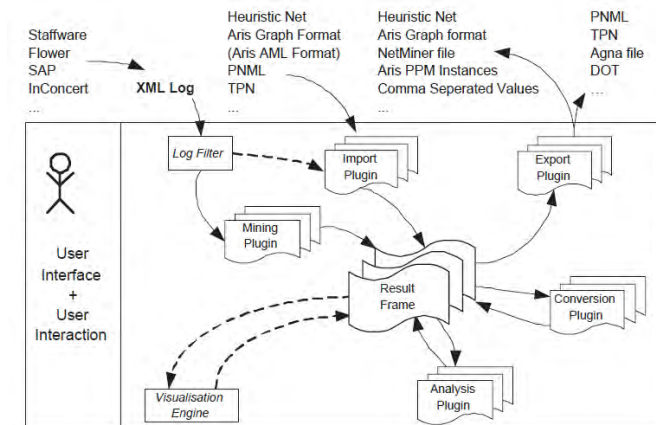 Staffware
Flower
SAP
InConcert
...
XML Log
Heuristic Net
Aris Graph Format
(Aris AML Format)
PNML
TPN
...
Heuristic Net
Aris Graph format
NetMiner file
Aris PPM Instances
Comma Seperated Values
...
PNML
TPN
Agna file
DOT
...
Log Filter
Import
Plugin
Export
Plugin
Mining
Plugin
User
Interface
+
User
Interaction
Result
Frame
Conversion
Plugin
Visualisation
Engine
Analysis
Plugin